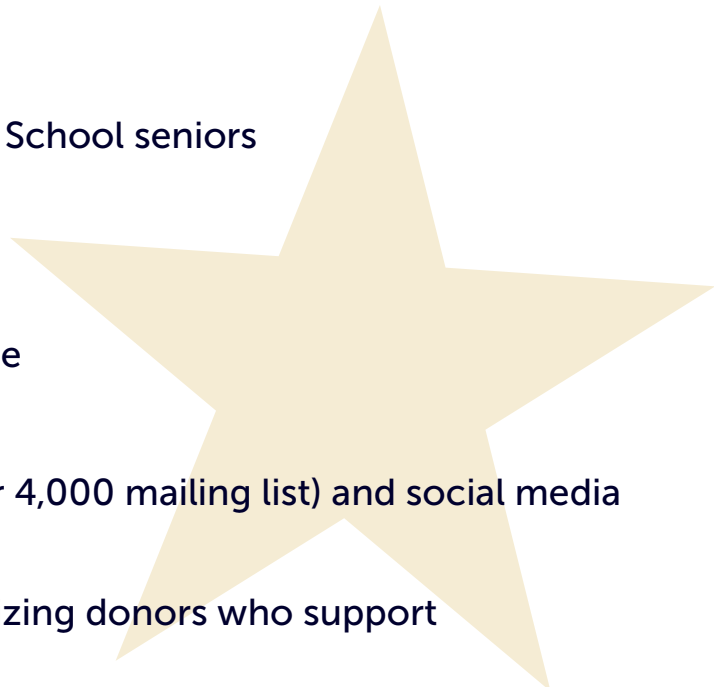 School seniors
e
r 4,000 mailing list) and social media
zing donors who support